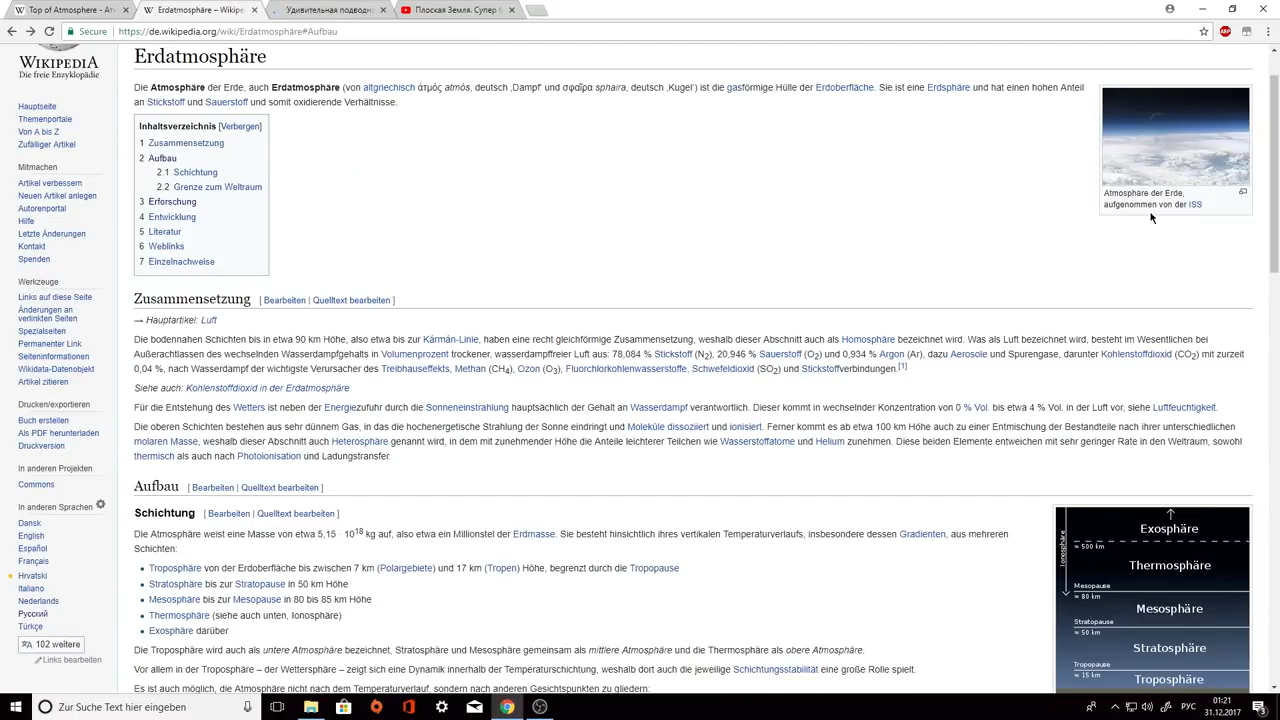 Top of Atmosphere - Atm
Erdatmosphäre – Wikipe
Удивительная подводн
Плоская Земля. Супер б
Secure
https://de.wikipedia.org/wiki/Erdatmosphäre#Aufbau
WIKIPEDIA
Die freie Enzyklopädie
Hauptseite
Themenportale
Von A bis Z
Zufälliger Artikel
Mitmachen
Artikel verbessern
Neuen Artikel anlegen
Autorenportal
Hilfe
Letzte Änderungen
Kontakt
Spenden
Werkzeuge
Links auf diese Seite
Änderungen an
verlinkten Seiten
Spezialseiten
Permanenter Link
Seiteninformationen
Wikidata-Datenobjekt
Artikel zitieren
Drucken/exportieren
Buch erstellen
Als PDF herunterladen
Druckversion
In anderen Projekten
Commons
In anderen Sprachen
Dansk
English
Español
Français
Hrvatski
Italiano
Nederlands
Русский
Türkçe
102 weitere
Links bearbeiten
Erdatmosphäre
Die Atmosphäre der Erde, auch Erdatmosphäre (von altgriechisch ἀτμός atmós, deutsch ‚Dampf' und σφαῖρα sphaira, deutsch ‚Kugel') ist die gasförmige Hülle der Erdoberfläche. Sie ist eine Erdsphäre und hat einen hohen Anteil
an Stickstoff und Sauerstoff und somit oxidierende Verhältnisse.
Inhaltsverzeichnis [Verbergen]
1 Zusammensetzung
2 Aufbau
2.1 Schichtung
2.2 Grenze zum Weltraum
3 Erforschung
4 Entwicklung
5 Literatur
6 Weblinks
7 Einzelnachweise
Atmosphäre der Erde,
aufgenommen von der ISS
Zusammensetzung [ Bearbeiten | Quelltext bearbeiten ]
→ Hauptartikel: Luft
Die bodennahen Schichten bis in etwa 90 km Höhe, also etwa bis zur Kármán-Linie, haben eine recht gleichförmige Zusammensetzung, weshalb dieser Abschnitt auch als Homosphäre bezeichnet wird. Was als Luft bezeichnet wird, besteht im Wesentlichen bei
Außerachtlassen des wechselnden Wasserdampfgehalts in Volumenprozent trockener, wasserdampffreier Luft aus: 78,084 % Stickstoff (N₂), 20,946 % Sauerstoff (O₂) und 0,934 % Argon (Ar), dazu Aerosole und Spurengase, darunter Kohlenstoffdioxid (CO₂) mit zurzeit
0,04 %, nach Wasserdampf der wichtigste Verursacher des Treibhauseffekts, Methan (CH₄), Ozon (O₃), Fluorchlorkohlenwasserstoffe, Schwefeldioxid (SO₂) und Stickstoffverbindungen.[1]
Siehe auch: Kohlenstoffdioxid in der Erdatmosphäre
Für die Entstehung des Wetters ist neben der Energiezufuhr durch die Sonneneinstrahlung hauptsächlich der Gehalt an Wasserdampf verantwortlich. Dieser kommt in wechselnder Konzentration von 0 % Vol. bis etwa 4 % Vol. in der Luft vor, siehe Luftfeuchtigkeit.
Die oberen Schichten bestehen aus sehr dünnem Gas, in das die hochenergetische Strahlung der Sonne eindringt und Moleküle dissoziiert und ionisiert. Ferner kommt es ab etwa 100 km Höhe auch zu einer Entmischung der Bestandteile nach ihrer unterschiedlichen
molaren Masse, weshalb dieser Abschnitt auch Heterosphäre genannt wird, in dem mit zunehmender Höhe die Anteile leichterer Teilchen wie Wasserstoffatome und Helium zunehmen. Diese beiden Elemente entweichen mit sehr geringer Rate in den Weltraum, sowohl
thermisch als auch nach Photoionisation und Ladungstransfer.
Aufbau [ Bearbeiten | Quelltext bearbeiten ]
Schichtung [ Bearbeiten | Quelltext bearbeiten ]
Die Atmosphäre weist eine Masse von etwa 5,15 · 10¹⁸ kg auf, also etwa ein Millionstel der Erdmasse. Sie besteht hinsichtlich ihres vertikalen Temperaturverlaufs, insbesondere dessen Gradienten, aus mehreren
Schichten:
• Troposphäre von der Erdoberfläche bis zwischen 7 km (Polargebiete) und 17 km (Tropen) Höhe, begrenzt durch die Tropopause
• Stratosphäre bis zur Stratopause in 50 km Höhe
• Mesosphäre bis zur Mesopause in 80 bis 85 km Höhe
• Thermosphäre (siehe auch unten, Ionosphäre)
• Exosphäre darüber
Die Troposphäre wird auch als untere Atmosphäre bezeichnet, Stratosphäre und Mesosphäre gemeinsam als mittlere Atmosphäre und die Thermosphäre als obere Atmosphäre.
Vor allem in der Troposphäre – der Wettersphäre – zeigt sich eine Dynamik innerhalb der Temperaturschichtung, weshalb dort auch die jeweilige Schichtungsstabilität eine große Rolle spielt.
Es ist auch möglich, die Atmosphäre nicht nach dem Temperaturverlauf, sondern nach anderen Gesichtspunkten zu gliedern:
Ionosphäre
Exosphäre
≈ 500 km
Thermosphäre
Mesopause
≈ 80 km
Mesosphäre
Stratopause
≈ 50 km
Stratosphäre
Tropopause
≈ 15 km
Troposphäre
Zur Suche Text hier eingeben
РУС
01:21
31.12.2017